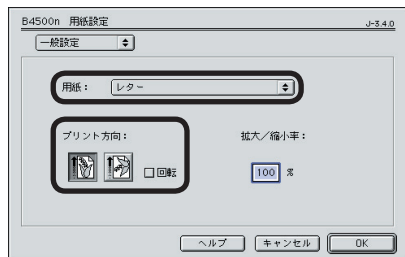 B4500n 用紙設定
J-3.4.0
一般設定
用紙： レター
プリント方向： 拡大／縮小率：
回転 100 %
ヘルプ キャンセル OK